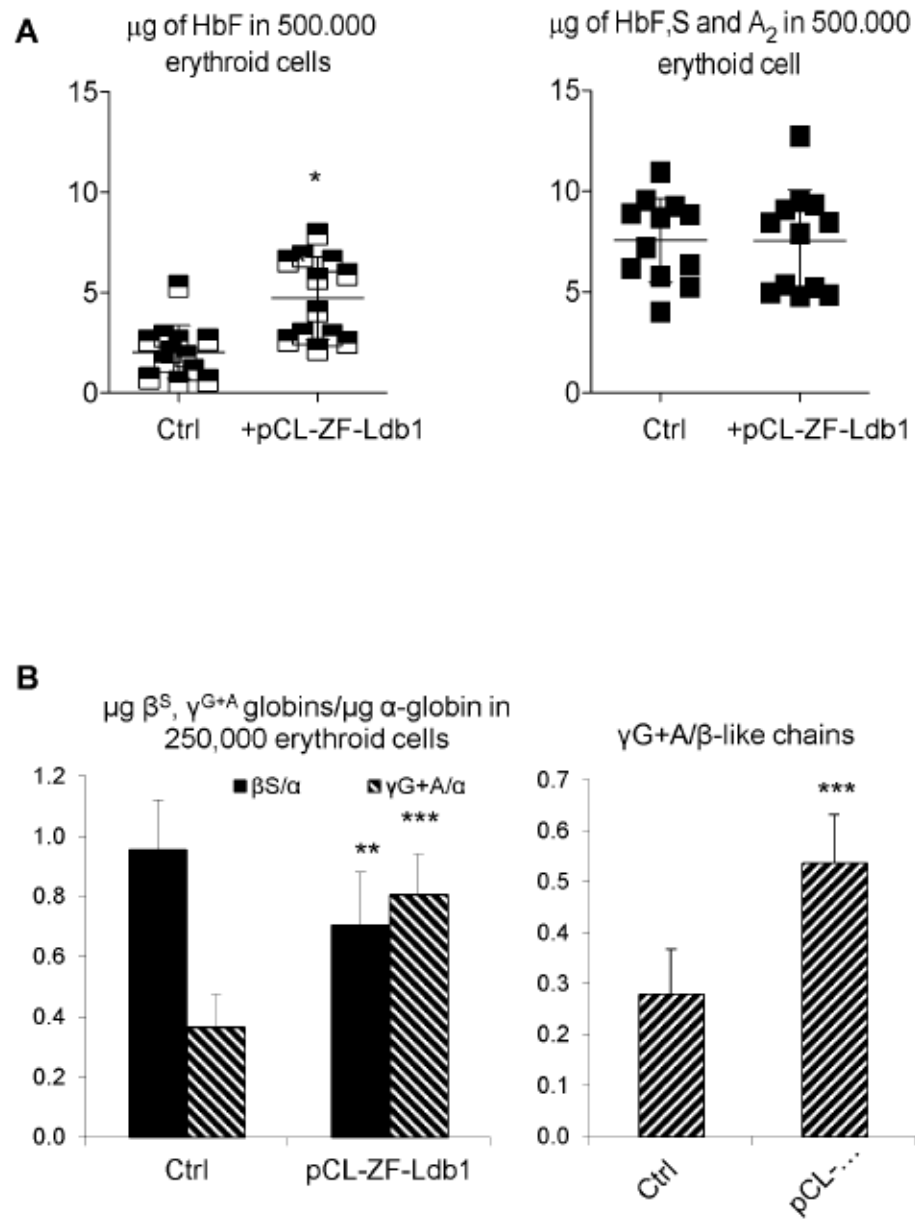 A
μg of HbF in 500.000
erythroid cells
15
10
5
0
*
Ctrl
+pCL-ZF-Ldb1
μg of HbF,S and A₂ in 500.000
erythoid cell
15
10
5
0
Ctrl
+pCL-ZF-Ldb1
B
μg βˢ, γᴳ⁺ᴬ globins/μg α-globin in
250,000 erythroid cells
1.2
1.0
0.8
0.6
0.4
0.2
0.0
βS/α
γG+A/α
**
***
Ctrl
pCL-ZF-Ldb1
γG+A/β-like chains
0.7
0.6
0.5
0.4
0.3
0.2
0.1
0.0
***
Ctrl
pCL-…